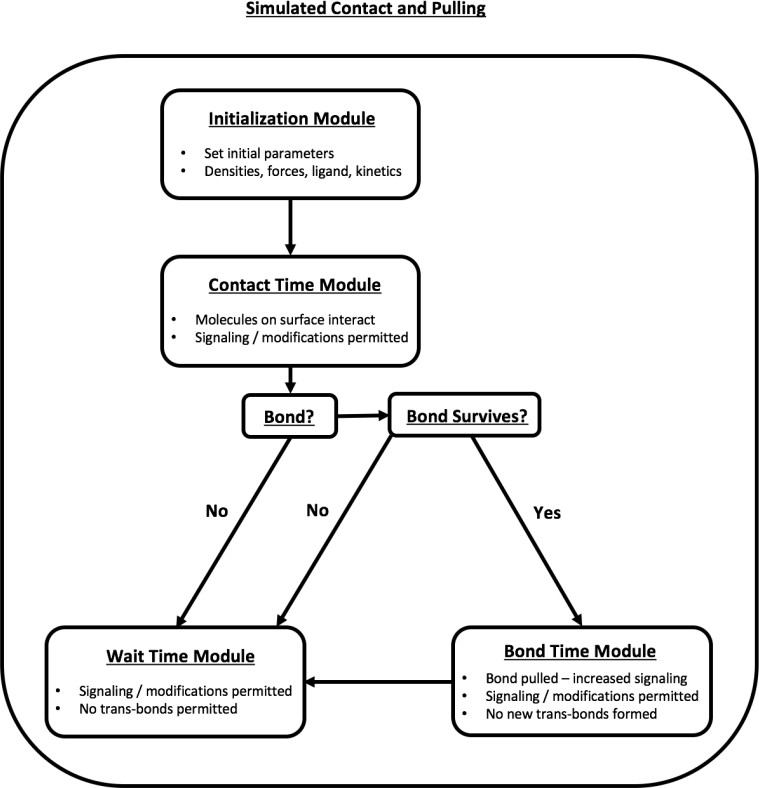 Simulated Contact and Pulling
Initialization Module
• Set initial parameters
• Densities, forces, ligand, kinetics
Contact Time Module
• Molecules on surface interact
• Signaling / modifications permitted
Bond?
Bond Survives?
No
No
Yes
Wait Time Module
• Signaling / modifications permitted
• No trans-bonds permitted
Bond Time Module
• Bond pulled – increased signaling
• Signaling / modifications permitted
• No new trans-bonds formed